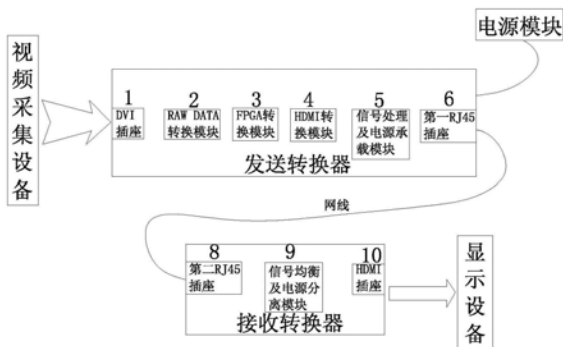 电源模块
视频采集设备
1
DVI
插座
2
RAW DATA
转换模块
3
FPGA转
换模块
4
HDMI转
换模块
5
信号处理
及电源承
载模块
6
第一RJ45
插座
发送转换器
网线
8
第二RJ45
插座
9
信号均衡
及电源分
离模块
10
HDMI
插座
接收转换器
显示设备